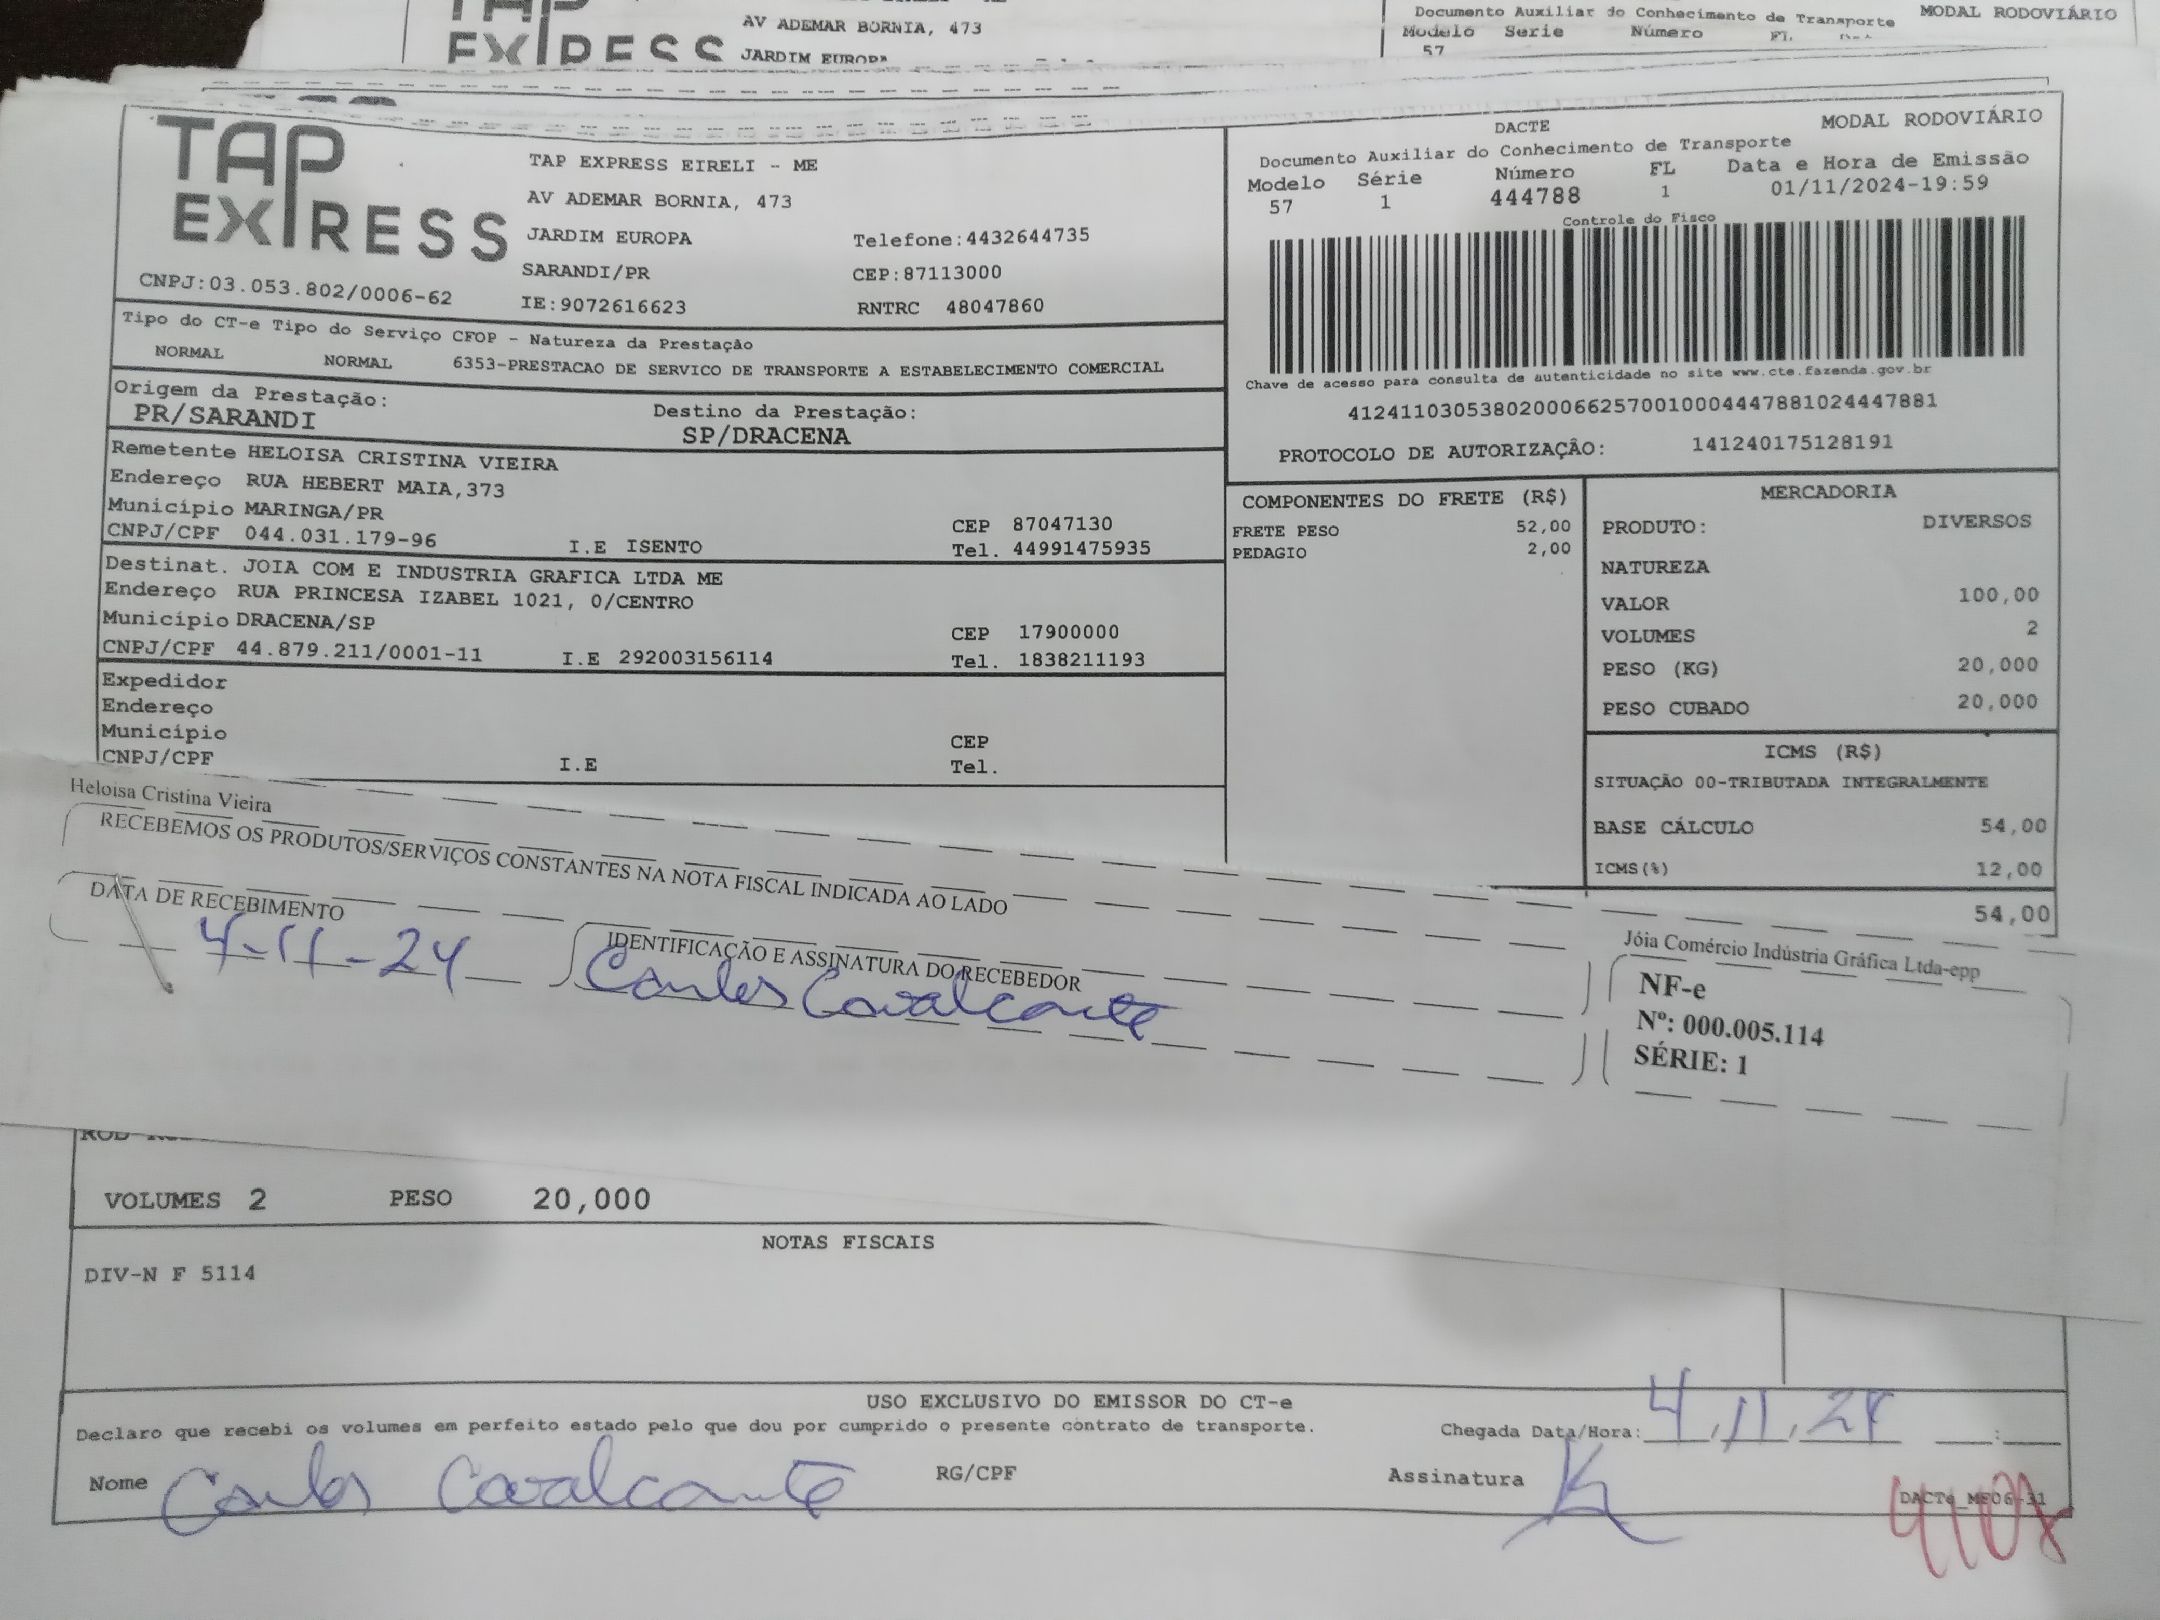 TAP
EXPRESS
AV ADEMAR BORNIA, 473
JARDIM EUROPA
Documento Auxiliar do Conhecimento de Transporte
MODAL RODOVIÁRIO
Modelo Serie Número FL
57
TAP
EXPRESS
CNPJ:03.053.802/0006-62
TAP EXPRESS EIRELI - ME
AV ADEMAR BORNIA, 473
JARDIM EUROPA Telefone:4432644735
SARANDI/PR CEP:87113000
IE:9072616623 RNTRC 48047860
DACTE MODAL RODOVIÁRIO
Documento Auxiliar do Conhecimento de Transporte
Modelo Série Número FL Data e Hora de Emissão
57 1 444788 1 01/11/2024-19:59
Controle do Fisco
Chave de acesso para consulta de autenticidade no site www.cte.fazenda.gov.br
41241103053802000662570010004447881024447881
PROTOCOLO DE AUTORIZAÇÂO: 141240175128191
Tipo do CT-e Tipo do Serviço CFOP - Natureza da Prestação
NORMAL NORMAL 6353-PRESTACAO DE SERVICO DE TRANSPORTE A ESTABELECIMENTO COMERCIAL
Origem da Prestação: Destino da Prestação:
PR/SARANDI SP/DRACENA
Remetente HELOISA CRISTINA VIEIRA
Endereço RUA HEBERT MAIA,373
Município MARINGA/PR CEP 87047130
CNPJ/CPF 044.031.179-96 I.E ISENTO Tel. 44991475935
Destinat. JOIA COM E INDUSTRIA GRAFICA LTDA ME
Endereço RUA PRINCESA IZABEL 1021, 0/CENTRO
Município DRACENA/SP CEP 17900000
CNPJ/CPF 44.879.211/0001-11 I.E 292003156114 Tel. 1838211193
Expedidor
Endereço
Município CEP
CNPJ/CPF I.E Tel.
COMPONENTES DO FRETE (R$)
FRETE PESO 52,00
PEDAGIO 2,00
MERCADORIA
PRODUTO: DIVERSOS
NATUREZA
VALOR 100,00
VOLUMES 2
PESO (KG) 20,000
PESO CUBADO 20,000
ICMS (R$)
SITUAÇÃO 00-TRIBUTADA INTEGRALMENTE
BASE CÁLCULO 54,00
ICMS(%) 12,00
54,00
Heloisa Cristina Vieira
RECEBEMOS OS PRODUTOS/SERVIÇOS CONSTANTES NA NOTA FISCAL INDICADA AO LADO
DATA DE RECEBIMENTO
4-11-24
IDENTIFICAÇÃO E ASSINATURA DO RECEBEDOR
Carlos Cavalcante
Jóia Comércio Indústria Gráfica Ltda-epp
NF-e
Nº: 000.005.114
SÉRIE: 1
VOLUMES 2 PESO 20,000
NOTAS FISCAIS
DIV-N F 5114
USO EXCLUSIVO DO EMISSOR DO CT-e
Declaro que recebi os volumes em perfeito estado pelo que dou por cumprido o presente contrato de transporte.
Chegada Data/Hora: 4,11,24 :
Nome Carlos Cavalcante RG/CPF Assinatura
DACTe_MF06-31